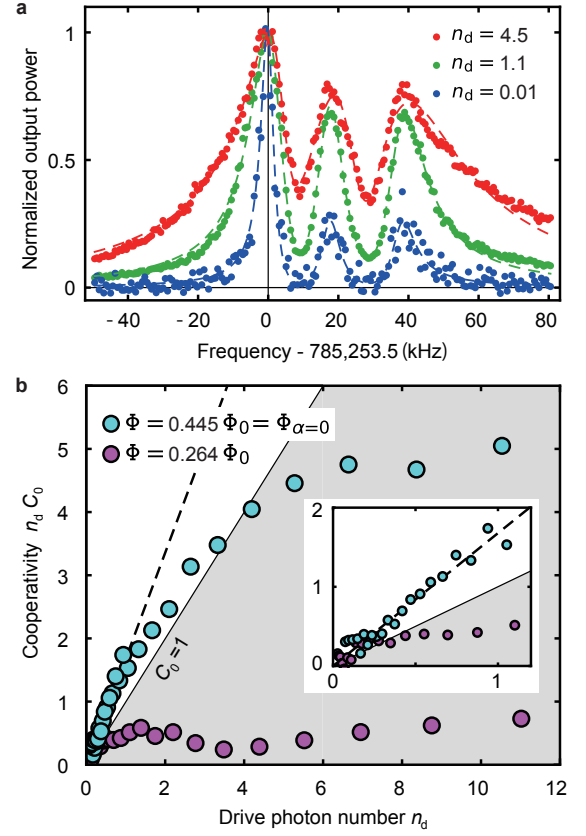 a
Normalized output power
1
0.5
0
n_d = 4.5
n_d = 1.1
n_d = 0.01
- 40 - 20 0 20 40 60 80
Frequency - 785,253.5 (kHz)
b
Cooperativity n_d C_0
6
5
4
3
2
1
0
Φ = 0.445 Φ_0 = Φ_{α=0}
Φ = 0.264 Φ_0
C_0 = 1
2
1
0
0 1
0 2 4 6 8 10 12
Drive photon number n_d